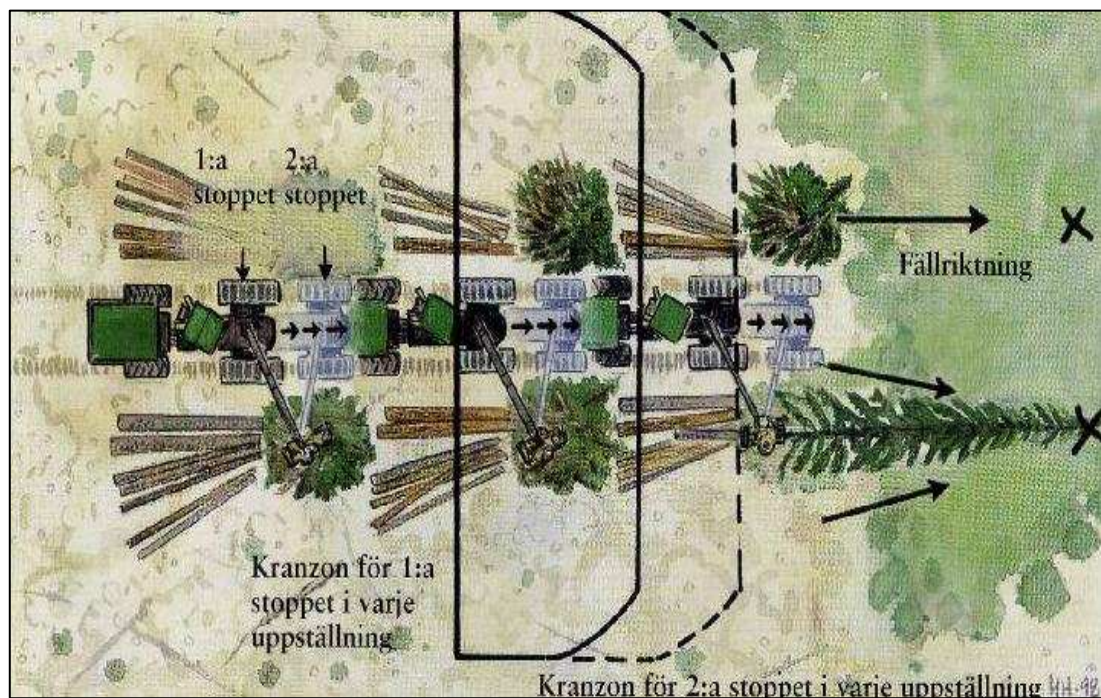 1:a
stoppet
2:a
stoppet
Fällriktning
Kranzon för 1:a
stoppet i varje
uppställning
Kranzon för 2:a stoppet i varje uppställning